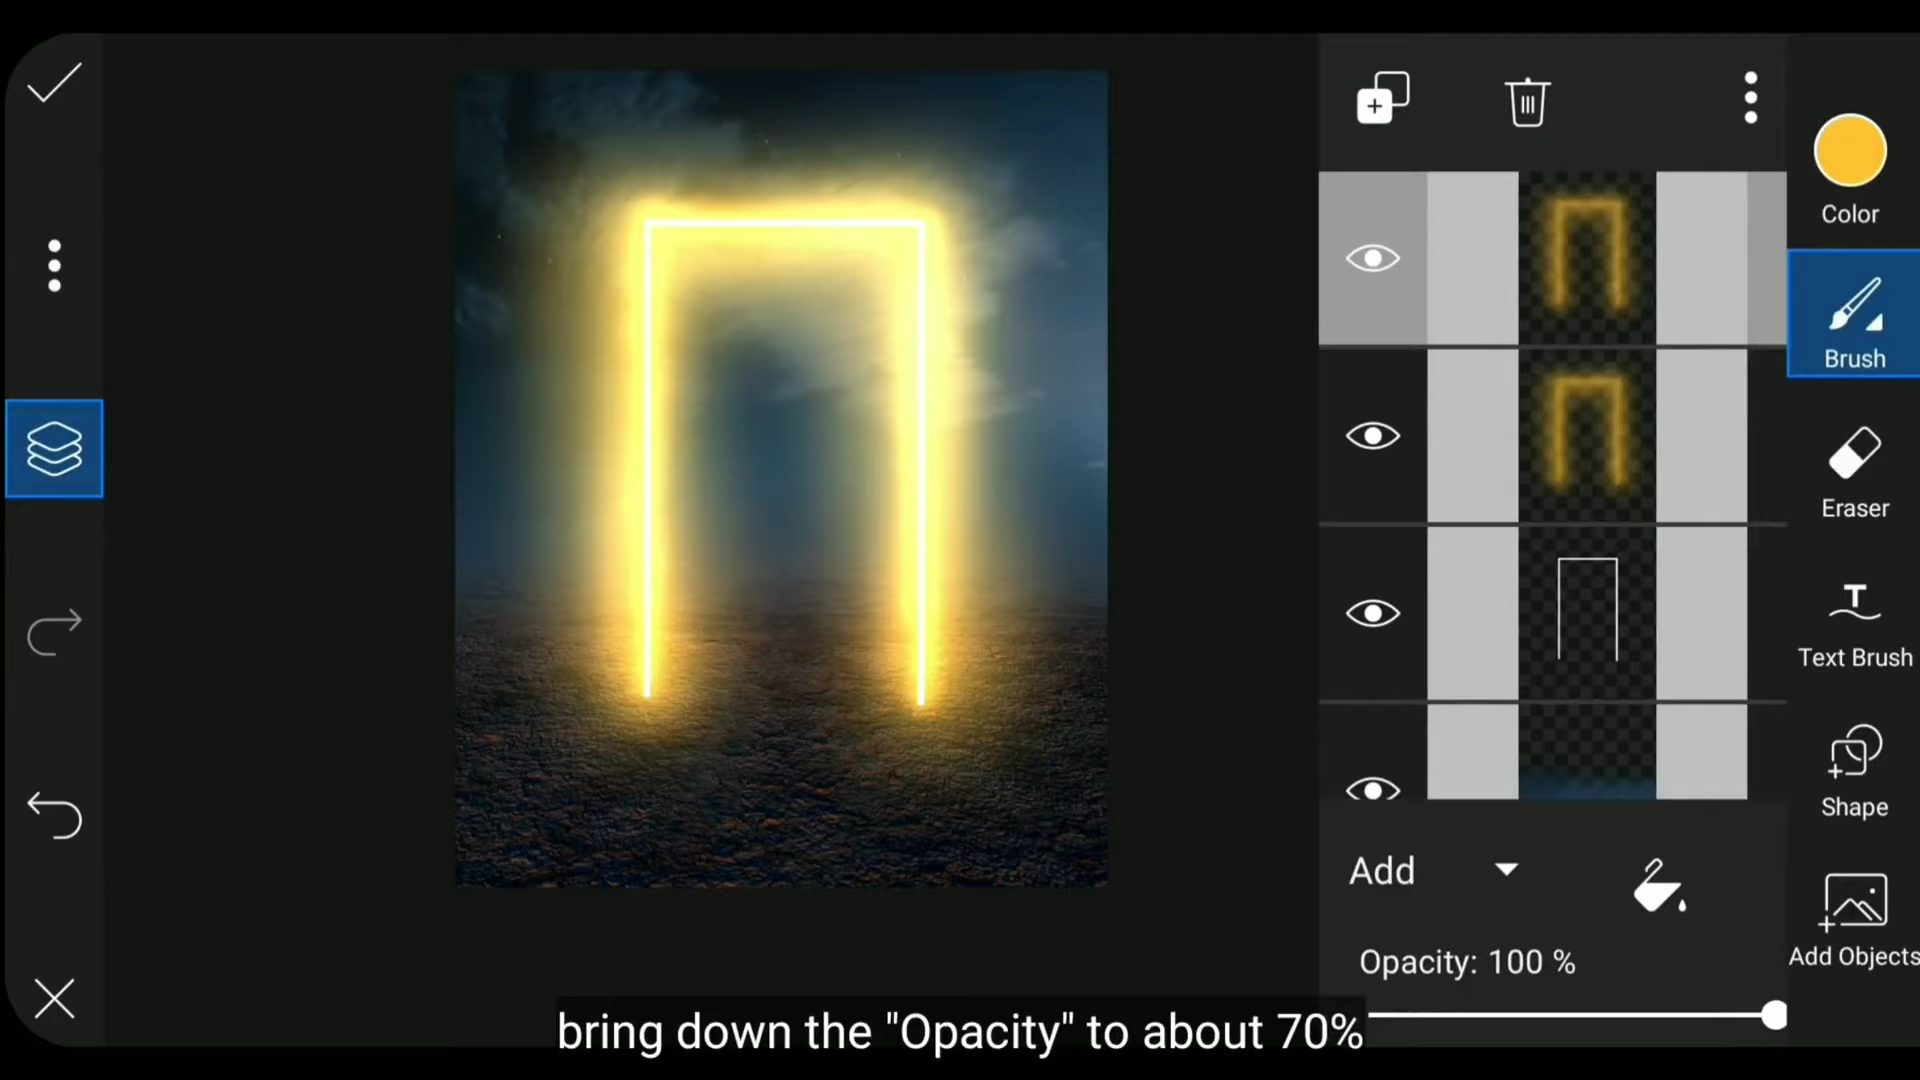 Color
Brush
Eraser
T
Text Brush
Shape
Add Objects
Add
Opacity: 100 %
bring down the "Opacity" to about 70%